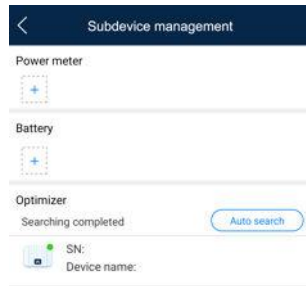 Subdevice management
Power meter
+
Battery
+
Optimizer
Searching completed Auto search
SN:
Device name: